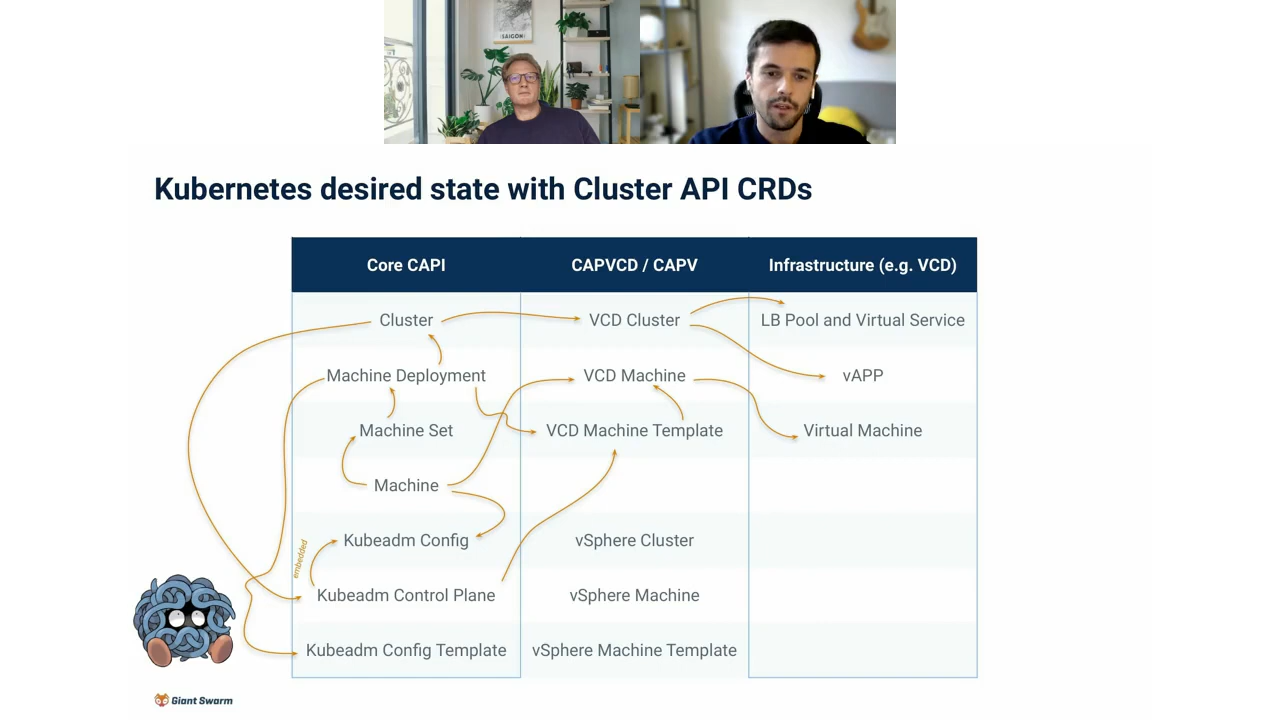 SAIGON
Kubernetes desired state with Cluster API CRDs
Core CAPI
CAPVCD / CAPV
Infrastructure (e.g. VCD)
Cluster
VCD Cluster
LB Pool and Virtual Service
Machine Deployment
VCD Machine
vAPP
Machine Set
VCD Machine Template
Virtual Machine
Machine
Kubeadm Config
vSphere Cluster
embedded
Kubeadm Control Plane
vSphere Machine
Kubeadm Config Template
vSphere Machine Template
Giant Swarm